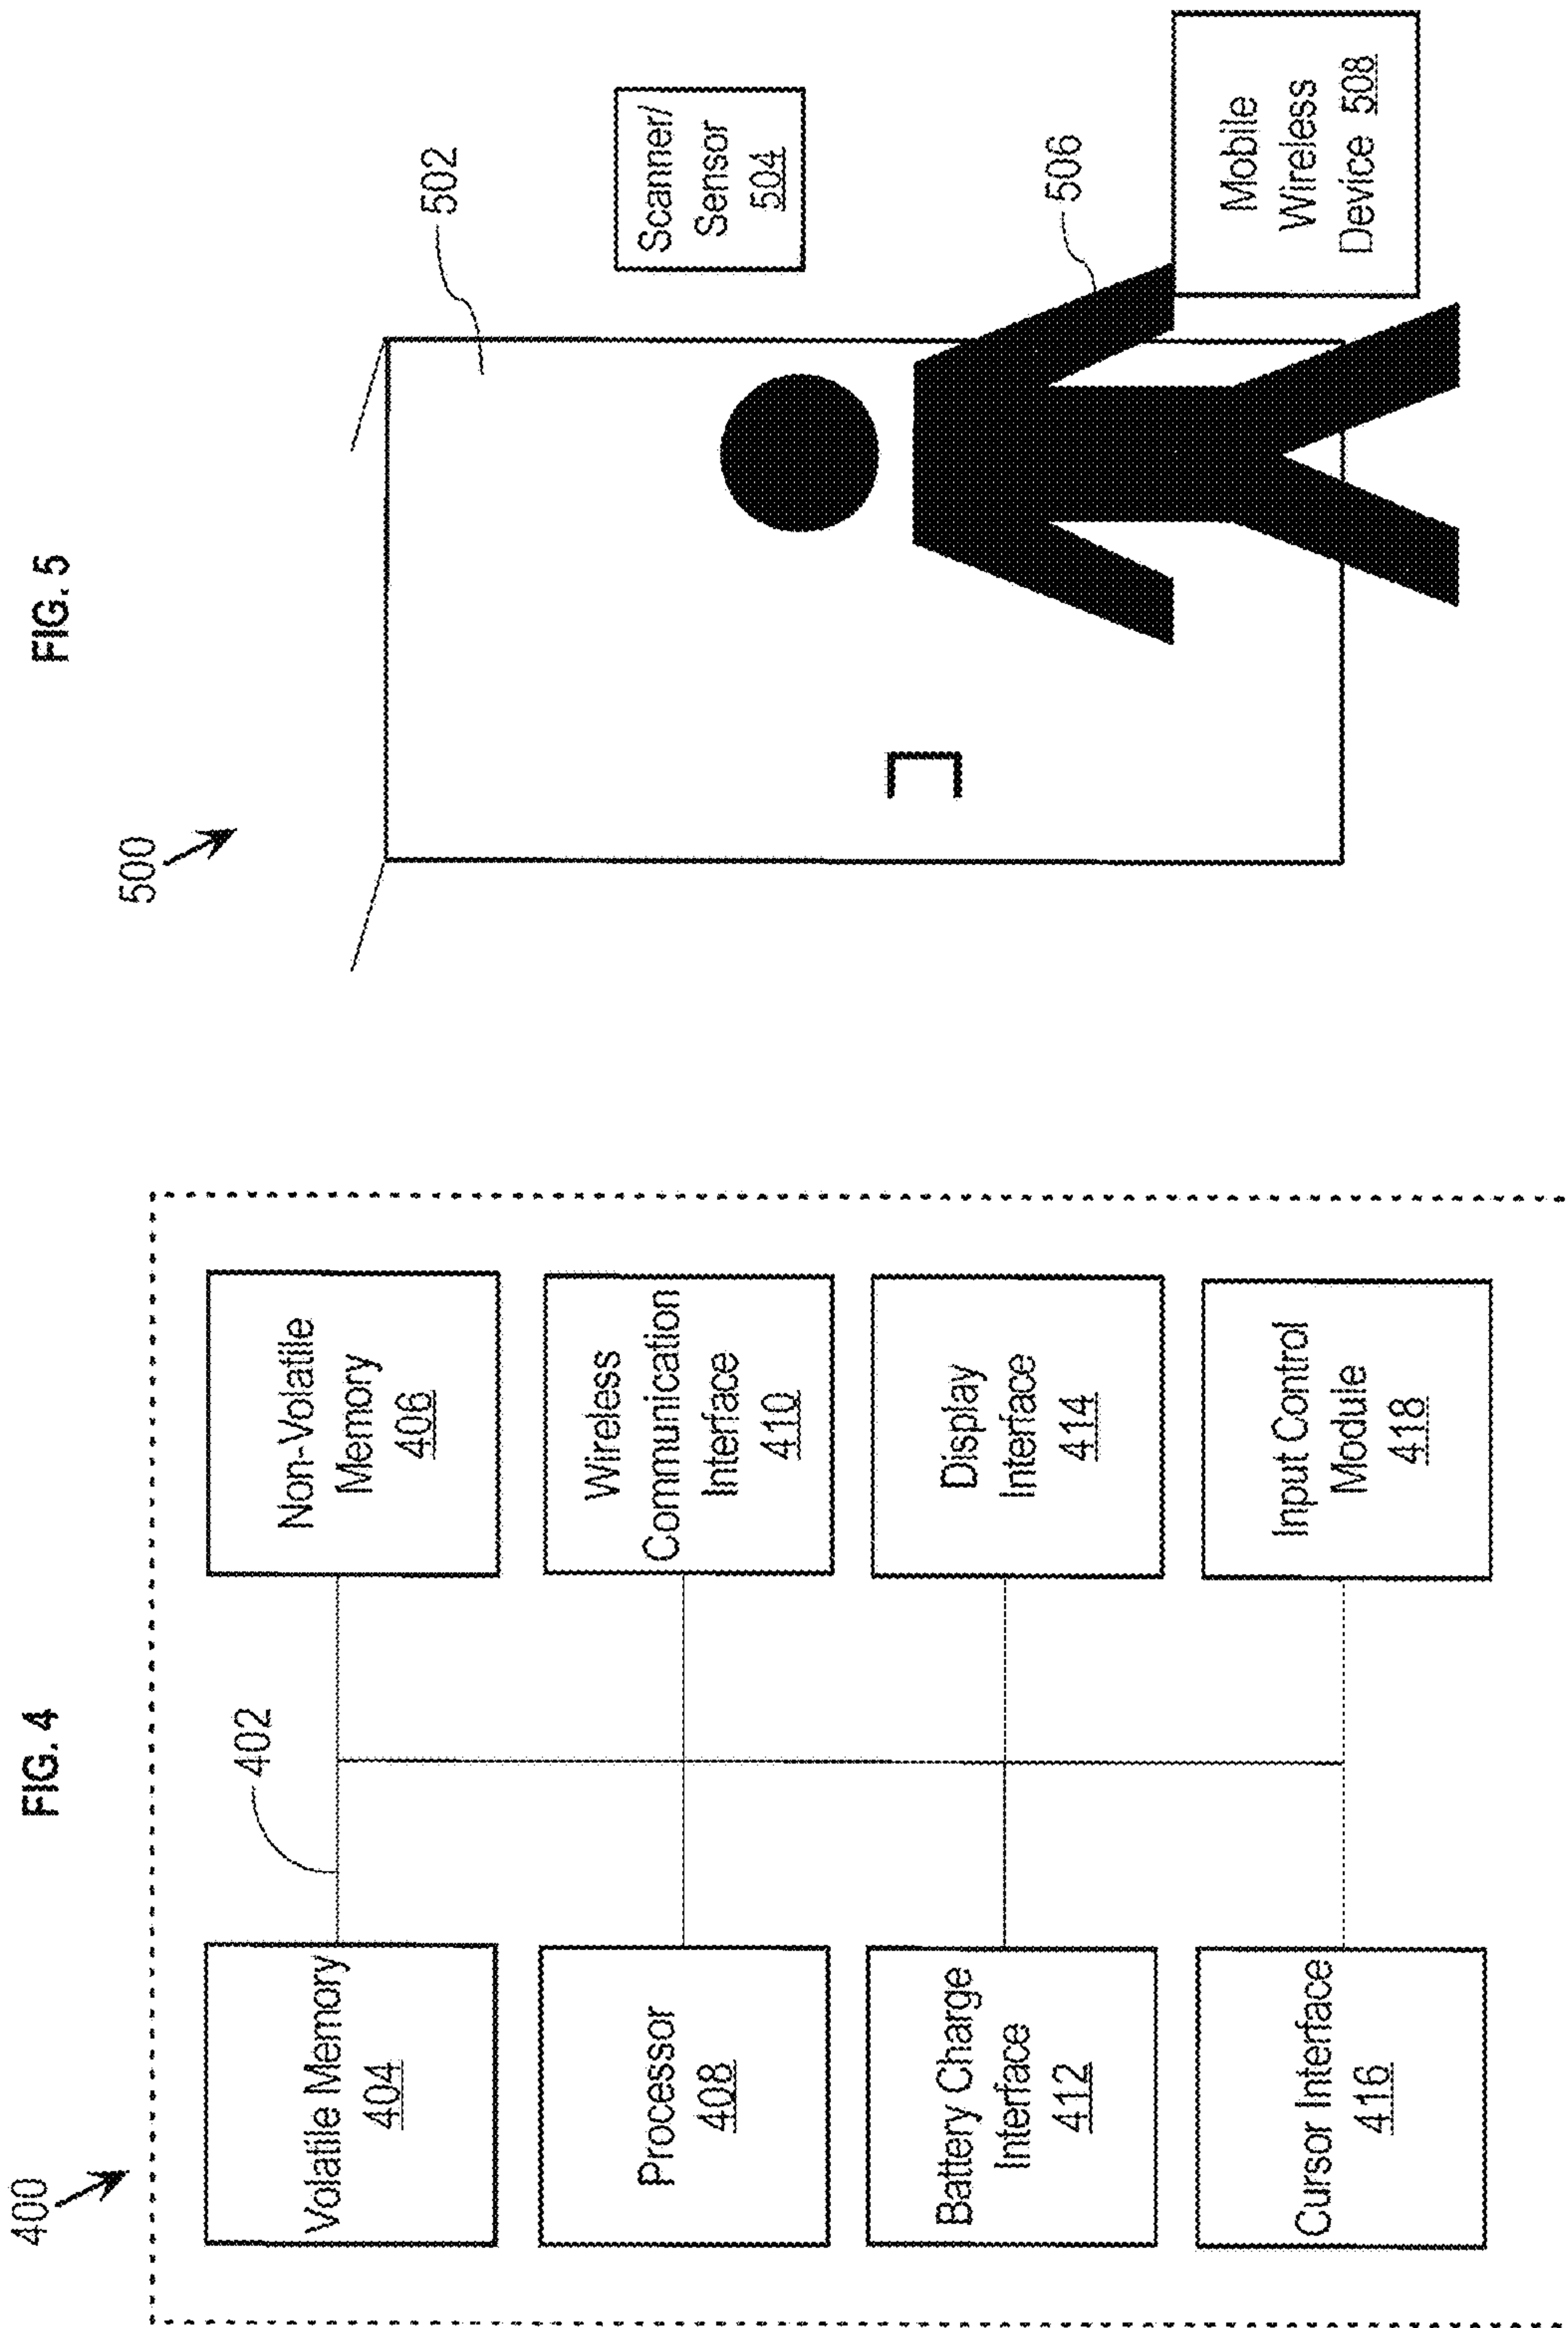 FIG. 4
400
402
Volatile Memory
404
Non-Volatile
Memory
406
Processor
408
Wireless
Communication
Interface
410
Battery Charge
Interface
412
Display
Interface
414
Cursor Interface
416
Input Control
Module
418
FIG. 5
500
502
Scanner/
Sensor
504
506
Mobile
Wireless
Device 508